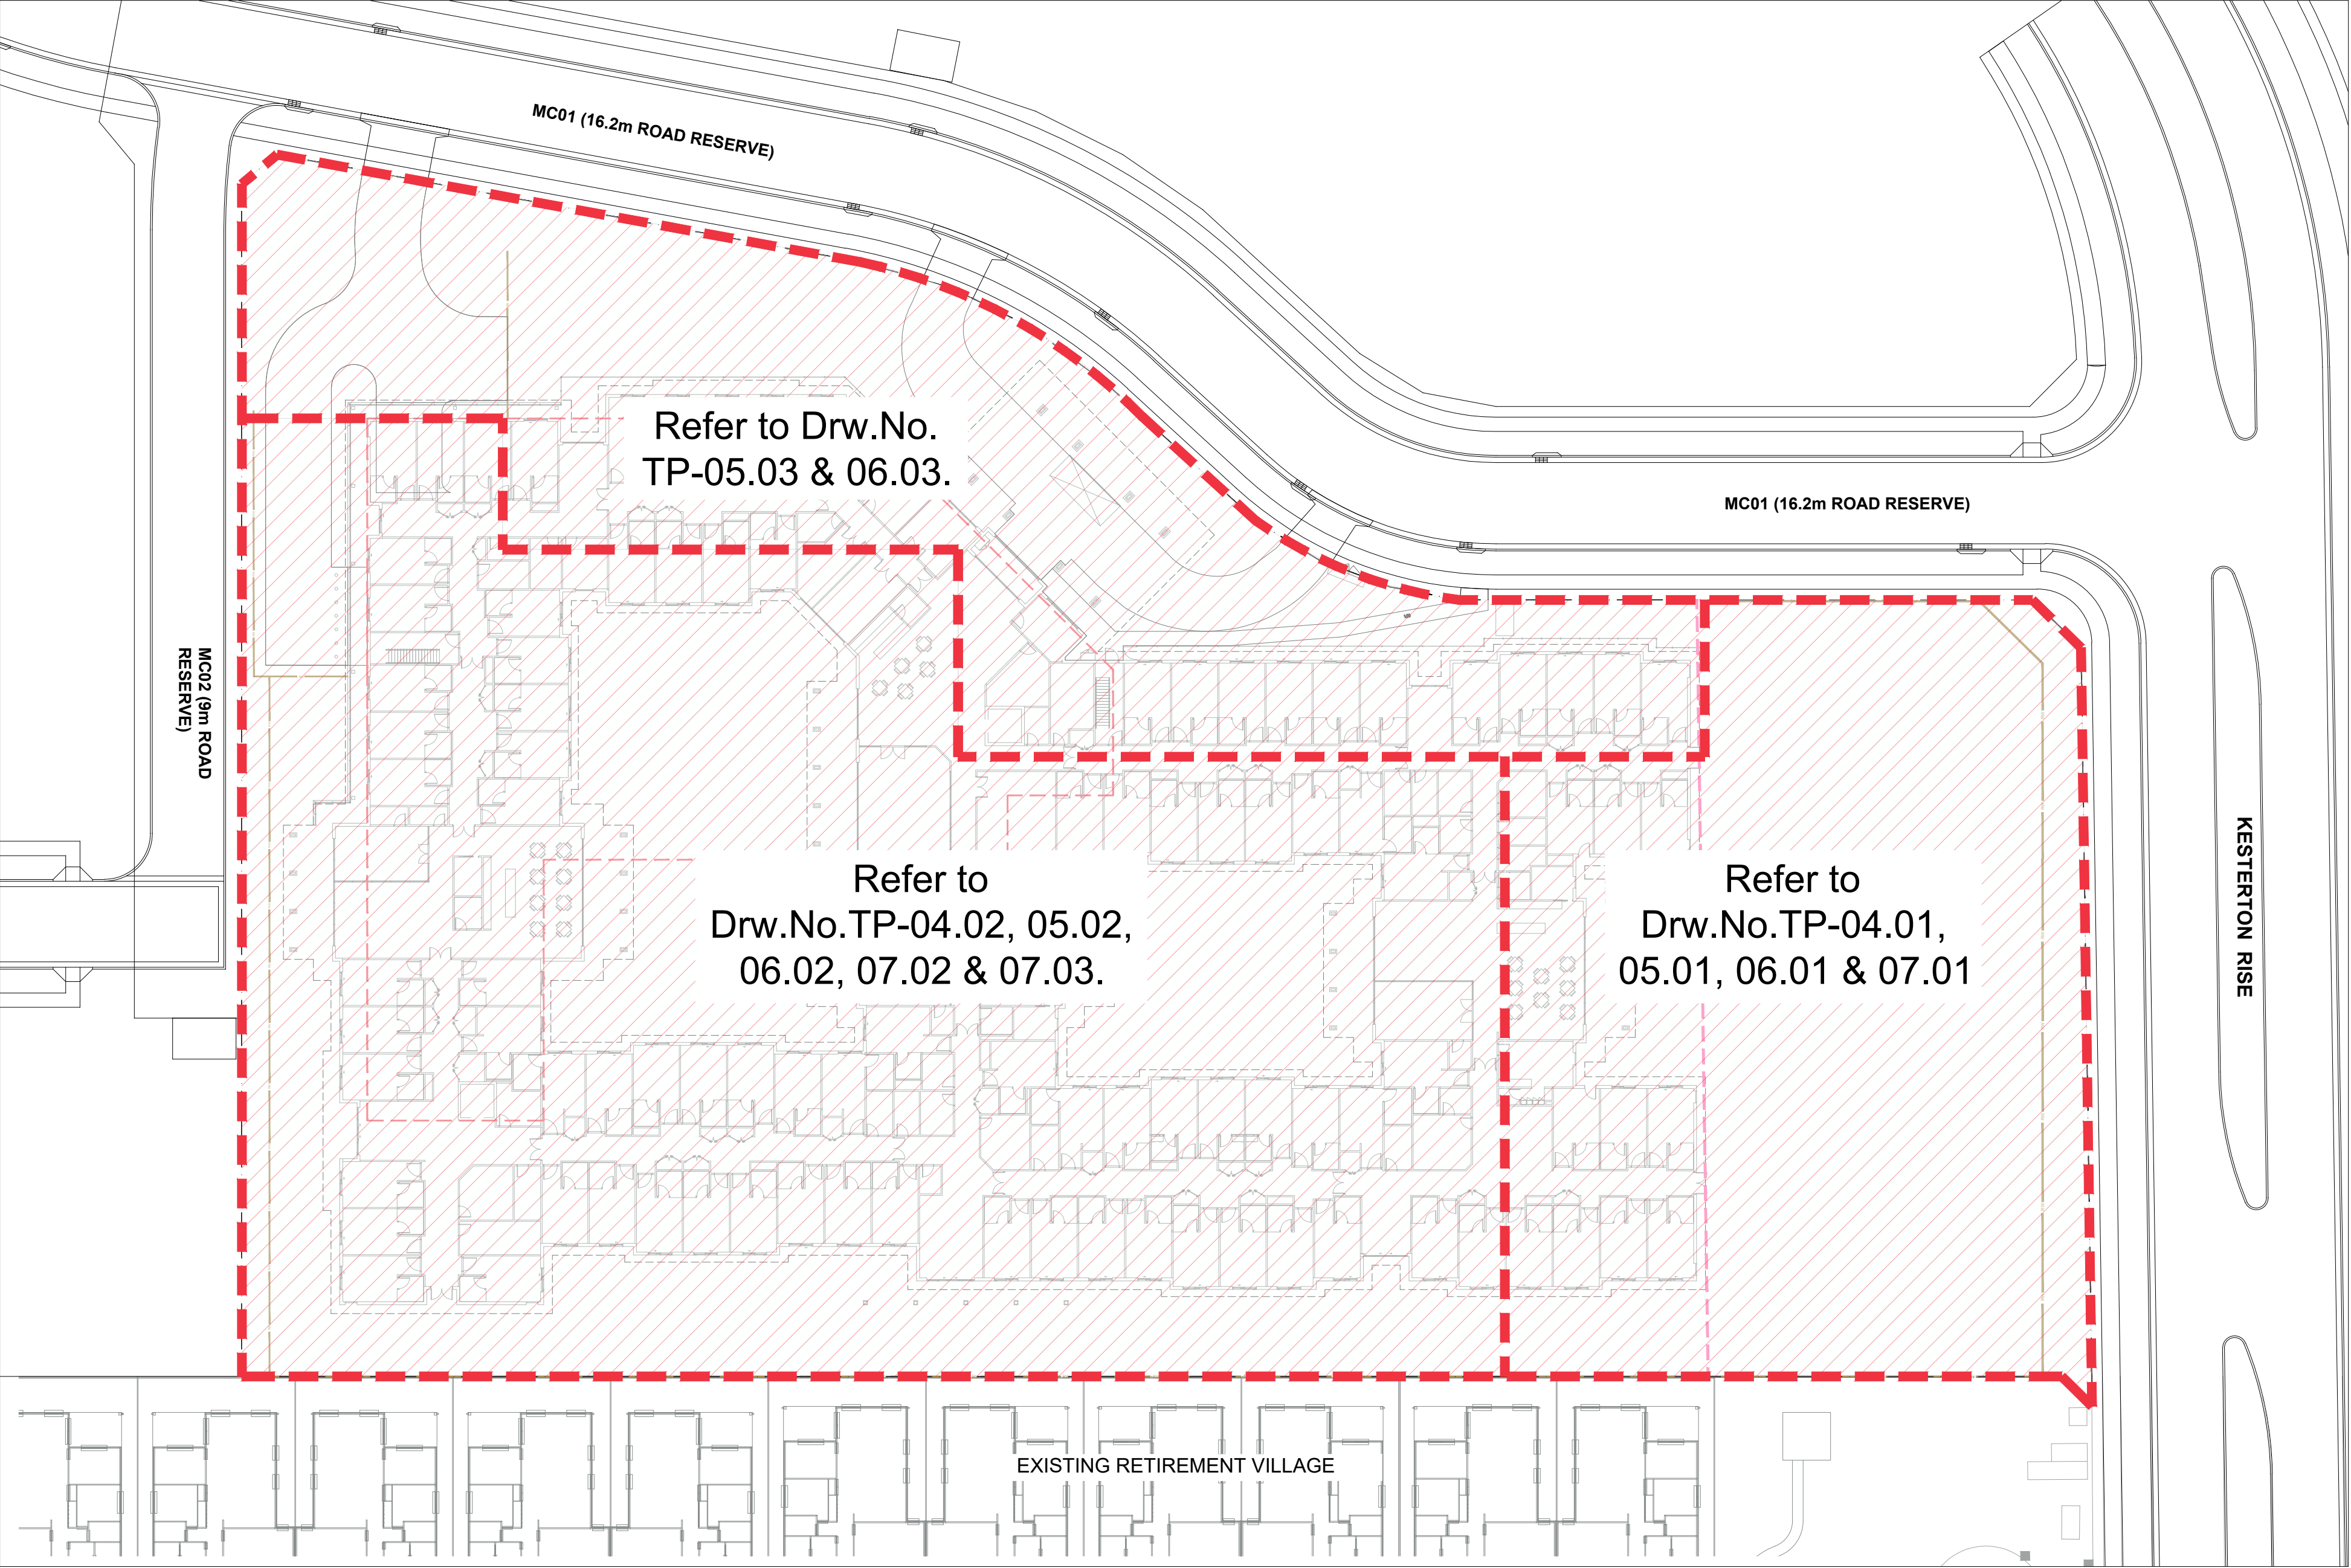 MC01 (16.2m ROAD RESERVE)
Refer to Drw.No.
TP-05.03 & 06.03.
MC01 (16.2m ROAD RESERVE)
MC02 (9m ROAD
RESERVE)
Refer to
Drw.No.TP-04.02, 05.02,
06.02, 07.02 & 07.03.
Refer to
Drw.No.TP-04.01,
05.01, 06.01 & 07.01
KESTERTON RISE
EXISTING RETIREMENT VILLAGE